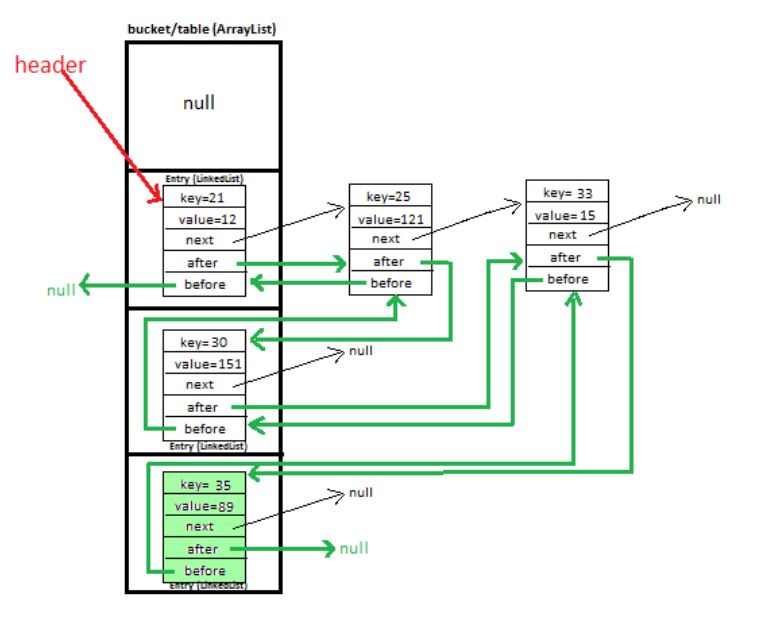 bucket/table (ArrayList)
header
null
Entry (LinkedList)
key=21
value=12
next
after
before
null
key=25
value=121
next
after
before
key= 33
value= 15
next
after
before
null
key= 30
value=151
next
after
before
Entry (LinkedList)
null
key= 35
value=89
next
after
before
Entry (LinkedList)
null
null